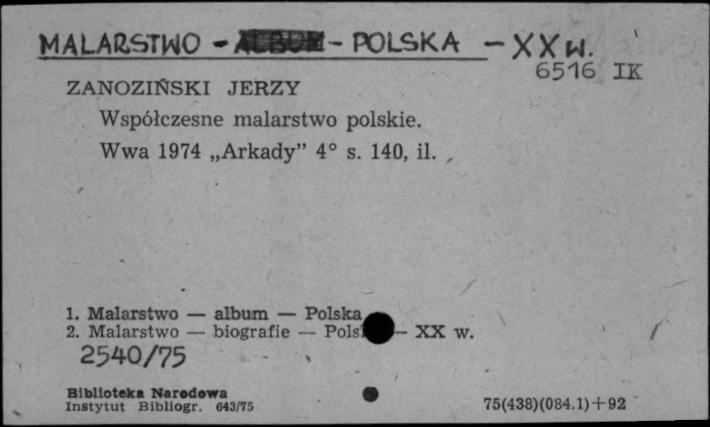 MALARSTWO - ALBUM - POLSKA - XX w.
6516 IK
ZANOZIŃSKI JERZY
Współczesne malarstwo polskie.
Wwa 1974 „Arkady” 4° s. 140, il.
1. Malarstwo — album — Polska
2. Malarstwo — biografie — Pols — XX w.
2540/75
Biblioteka Narodowa
Instytut Bibliogr. 643/75
75(438)(084.1)+92